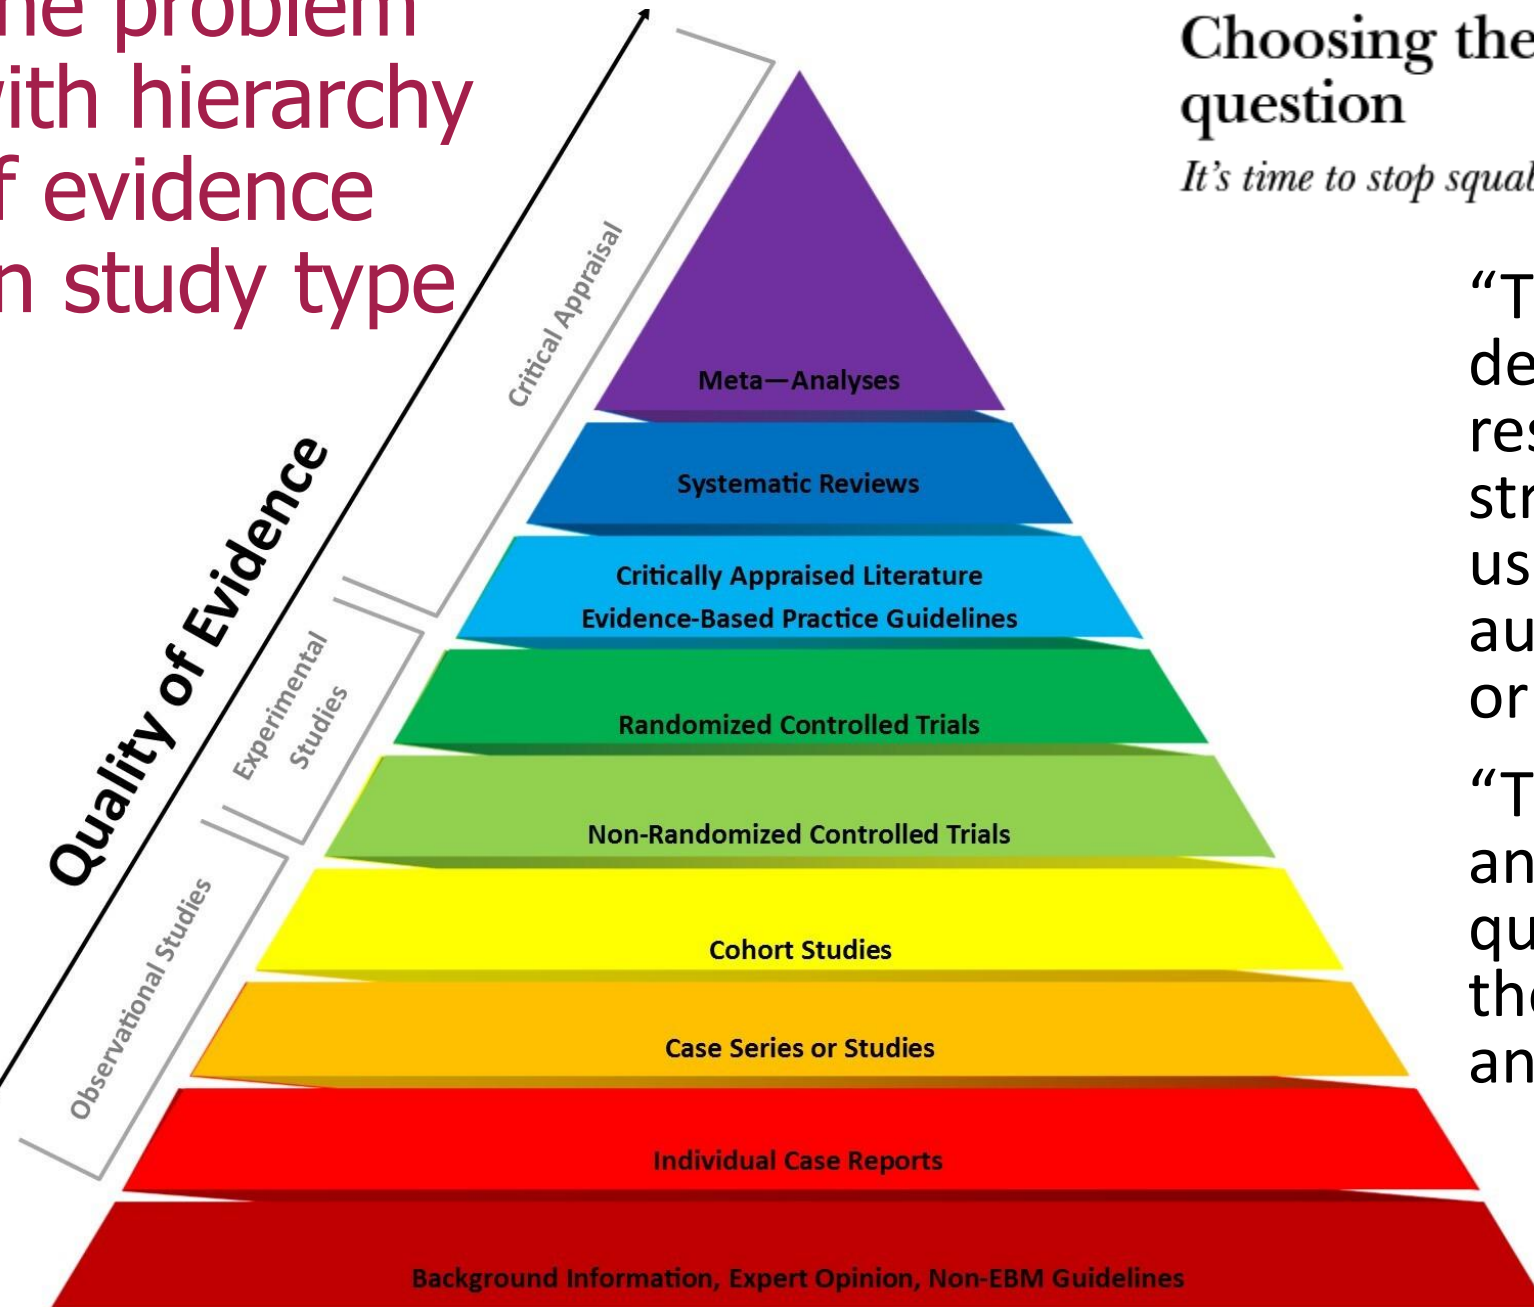 he problem
with hierarchy
f evidence
n study type
Choosing the
question
It's time to stop squal
Quality of Evidence
Critical Appraisal
Experimental
Studies
Observational Studies
Meta—Analyses
Systematic Reviews
Critically Appraised Literature
Evidence-Based Practice Guidelines
Randomized Controlled Trials
Non-Randomized Controlled Trials
Cohort Studies
Case Series or Studies
Individual Case Reports
Background Information, Expert Opinion, Non-EBM Guidelines
“T
de
res
str
us
au
or
“T
an
qu
the
an